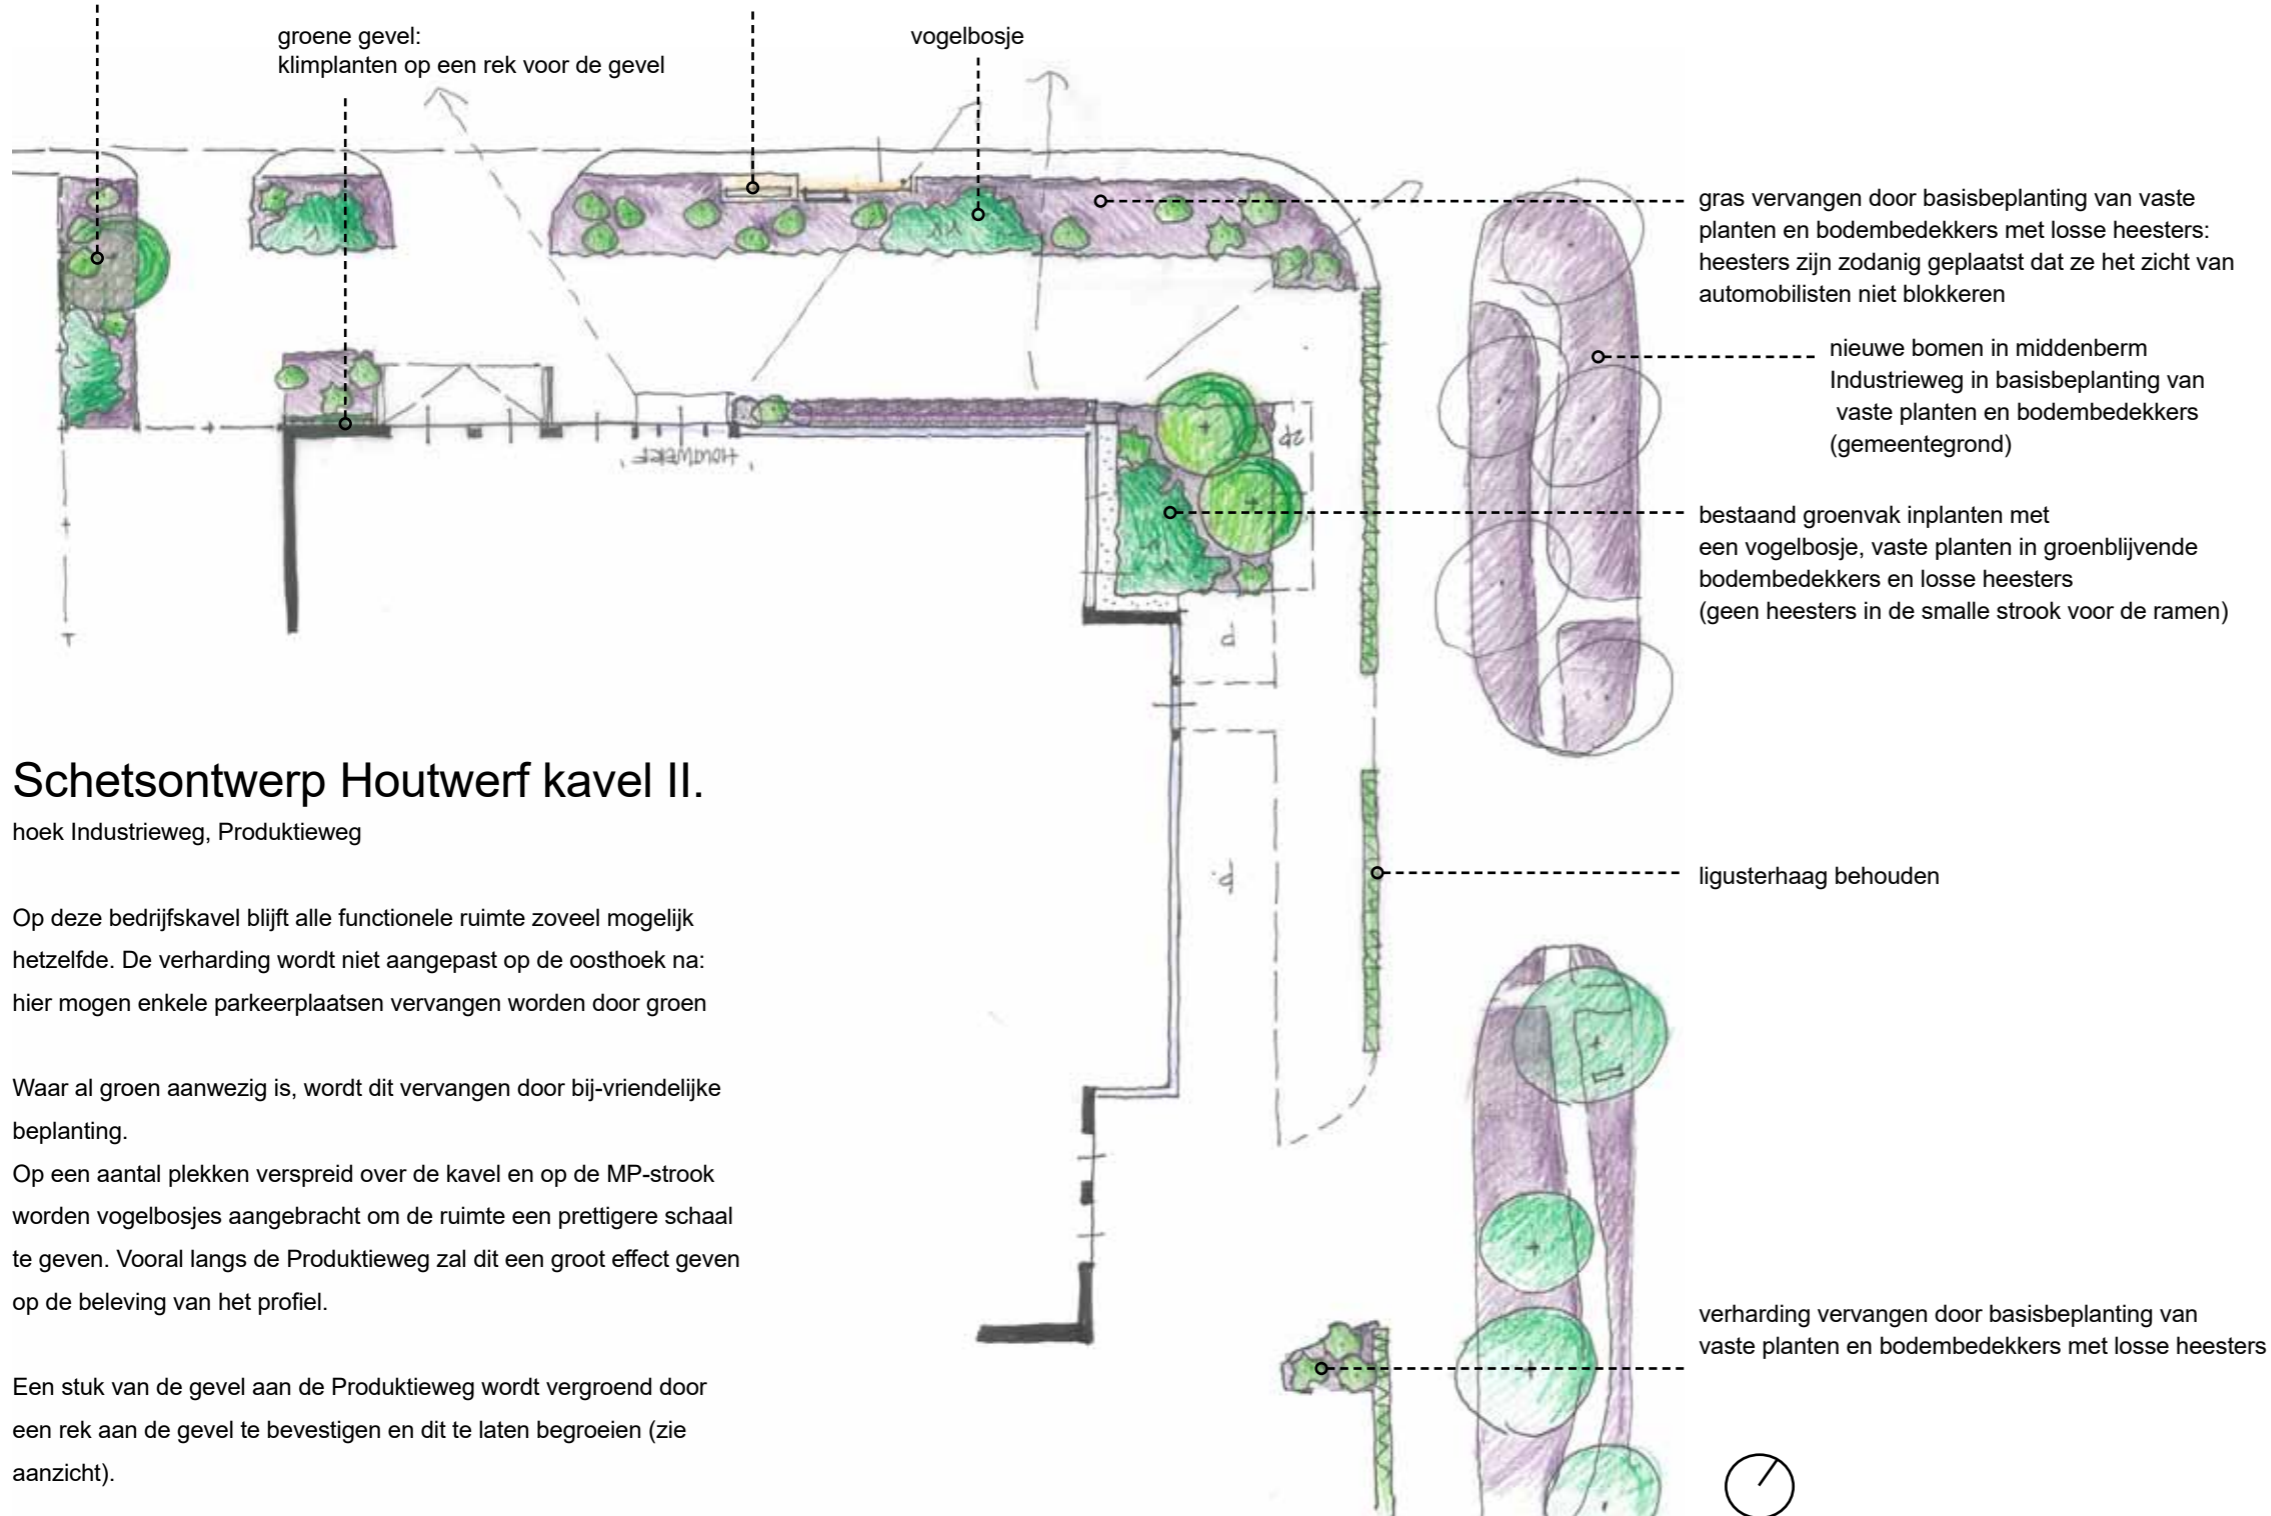 groene gevel:
klimplanten op een rek voor de gevel
vogelbosje
gras vervangen door basisbeplanting van vaste
planten en bodembedekkers met losse heesters:
heesters zijn zodanig geplaatst dat ze het zicht van
automobilisten niet blokkeren
nieuwe bomen in middenberm
Industrieweg in basisbeplanting van
vaste planten en bodembedekkers
(gemeentegrond)
2p
'HOUTWERF'
bestaand groenvak inplanten met
een vogelbosje, vaste planten in groenblijvende
bodembedekkers en losse heesters
(geen heesters in de smalle strook voor de ramen)
P
Schetsontwerp Houtwerf kavel II.
hoek Industrieweg, Produktieweg
P.
ligusterhaag behouden
Op deze bedrijfskavel blijft alle functionele ruimte zoveel mogelijk
hetzelfde. De verharding wordt niet aangepast op de oosthoek na:
hier mogen enkele parkeerplaatsen vervangen worden door groen
Waar al groen aanwezig is, wordt dit vervangen door bij-vriendelijke
beplanting.
Op een aantal plekken verspreid over de kavel en op de MP-strook
worden vogelbosjes aangebracht om de ruimte een prettigere schaal
te geven. Vooral langs de Produktieweg zal dit een groot effect geven
op de beleving van het profiel.
Een stuk van de gevel aan de Produktieweg wordt vergroend door
een rek aan de gevel te bevestigen en dit te laten begroeien (zie
aanzicht).
verharding vervangen door basisbeplanting van
vaste planten en bodembedekkers met losse heesters